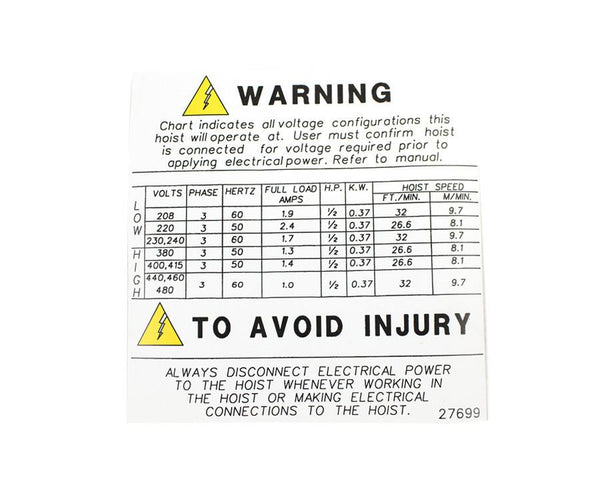 WARNING
Chart indicates all voltage configurations this
hoist will operate at. User must confirm hoist
is connected for voltage required prior to
applying electrical power. Refer to manual.
VOLTS PHASE HERTZ FULL LOAD AMPS H.P. K.W. HOIST SPEED
FT./MIN. M/MIN.
LOW
208 3 60 1.9 ½ 0.37 32 9.7
220 3 50 2.4 ½ 0.37 26.6 8.1
230,240 3 60 1.7 ½ 0.37 32 9.7
HIGH
380 3 50 1.3 ½ 0.37 26.6 8.1
400,415 3 50 1.4 ½ 0.37 26.6 8.1
440,460
480 3 60 1.0 ½ 0.37 32 9.7
TO AVOID INJURY
ALWAYS DISCONNECT ELECTRICAL POWER
TO THE HOIST WHENEVER WORKING IN
THE HOIST OR MAKING ELECTRICAL
CONNECTIONS TO THE HOIST.
27699